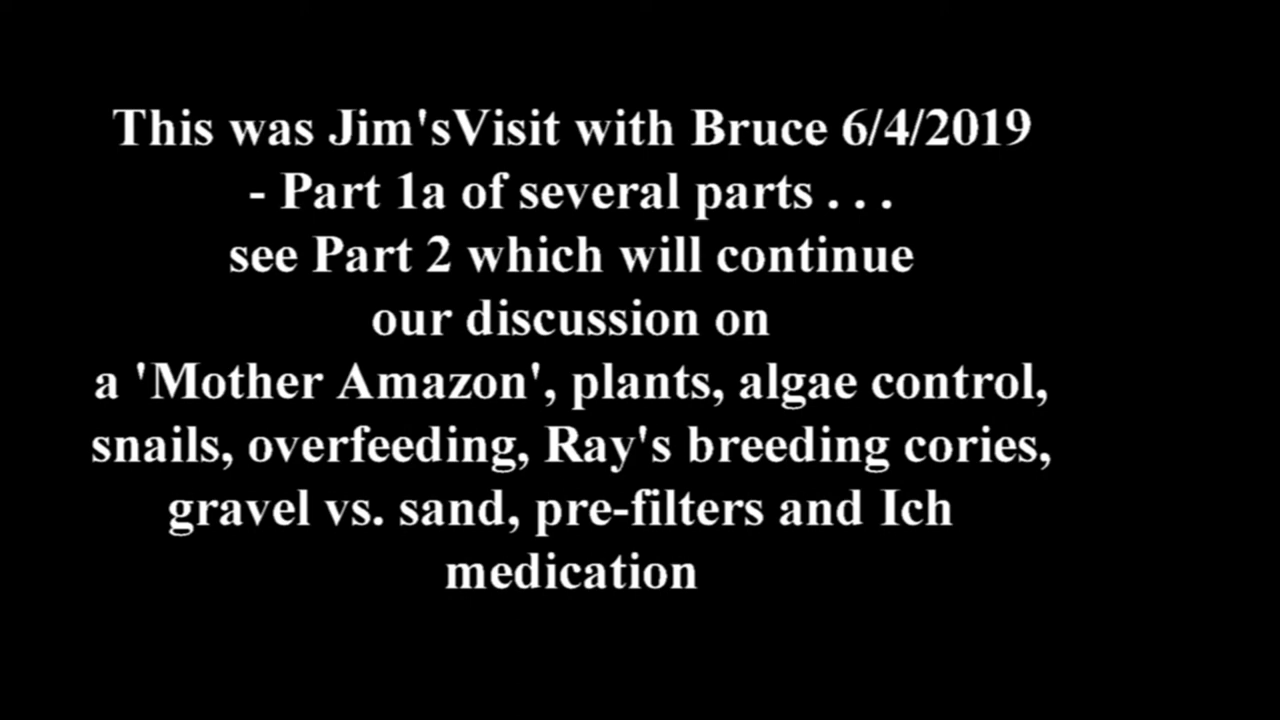 This was Jim'sVisit with Bruce 6/4/2019
- Part 1a of several parts . . .
see Part 2 which will continue
our discussion on
a 'Mother Amazon', plants, algae control,
snails, overfeeding, Ray's breeding cories,
gravel vs. sand, pre-filters and Ich
medication